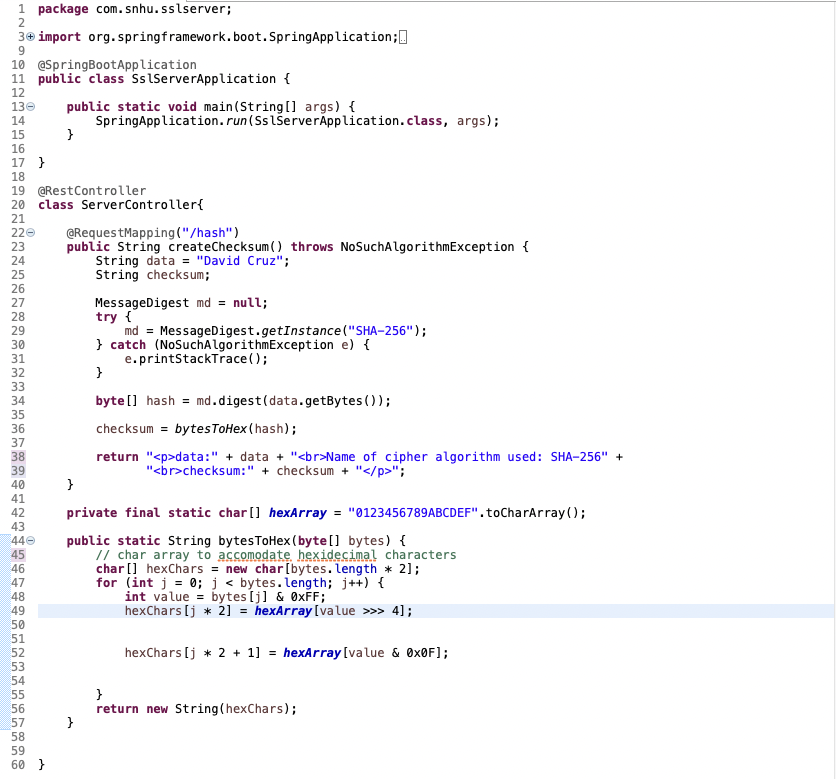 1 package com.snhu.sslserver;
2
3 import org.springframework.boot.SpringApplication;
9
10 @SpringBootApplication
11 public class SslServerApplication {
12
13     public static void main(String[] args) {
14         SpringApplication.run(SslServerApplication.class, args);
15     }
16
17 }
18
19 @RestController
20 class ServerController{
21
22     @RequestMapping("/hash")
23     public String createChecksum() throws NoSuchAlgorithmException {
24         String data = "David Cruz";
25         String checksum;
26
27         MessageDigest md = null;
28         try {
29             md = MessageDigest.getInstance("SHA-256");
30         } catch (NoSuchAlgorithmException e) {
31             e.printStackTrace();
32         }
33
34         byte[] hash = md.digest(data.getBytes());
35
36         checksum = bytesToHex(hash);
37
38         return "<p>data:" + data + "<br>Name of cipher algorithm used: SHA-256" +
39                "<br>checksum:" + checksum + "</p>";
40     }
41
42     private final static char[] hexArray = "0123456789ABCDEF".toCharArray();
43
44     public static String bytesToHex(byte[] bytes) {
45         // char array to accomodate hexidecimal characters
46         char[] hexChars = new char[bytes.length * 2];
47         for (int j = 0; j < bytes.length; j++) {
48             int value = bytes[j] & 0xFF;
49             hexChars[j * 2] = hexArray[value >>> 4];
50
51
52             hexChars[j * 2 + 1] = hexArray[value & 0x0F];
53
54
55         }
56         return new String(hexChars);
57     }
58
59
60 }